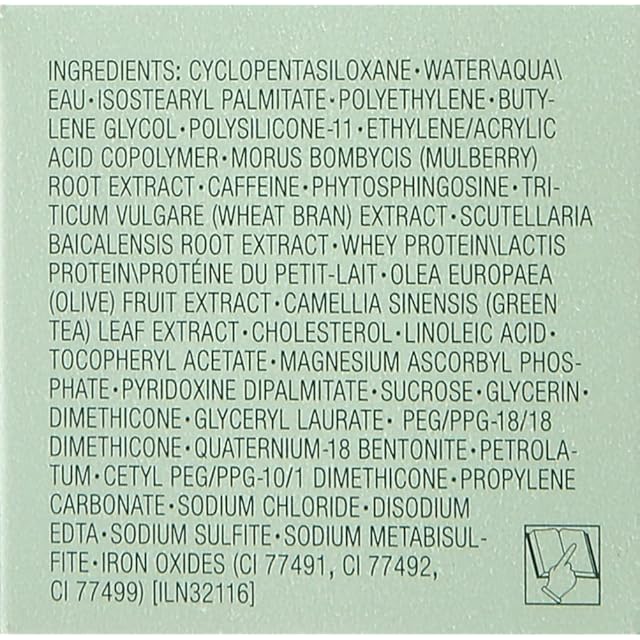 INGREDIENTS: CYCLOPENTASILOXANE•WATER\AQUA\
EAU•ISOSTEARYL PALMITATE•POLYETHYLENE•BUTY-
LENE GLYCOL•POLYSILICONE-11•ETHYLENE/ACRYLIC
ACID COPOLYMER•MORUS BOMBYCIS (MULBERRY)
ROOT EXTRACT•CAFFEINE•PHYTOSPHINGOSINE•TRI-
TICUM VULGARE (WHEAT BRAN) EXTRACT•SCUTELLARIA
BAICALENSIS ROOT EXTRACT•WHEY PROTEIN\LACTIS
PROTEIN\PROTÉINE DU PETIT-LAIT•OLEA EUROPAEA
(OLIVE) FRUIT EXTRACT•CAMELLIA SINENSIS (GREEN
TEA) LEAF EXTRACT•CHOLESTEROL•LINOLEIC ACID•
TOCOPHERYL ACETATE•MAGNESIUM ASCORBYL PHOS-
PHATE•PYRIDOXINE DIPALMITATE•SUCROSE•GLYCERIN•
DIMETHICONE•GLYCERYL LAURATE• PEG/PPG-18/18
DIMETHICONE•QUATERNIUM-18 BENTONITE•PETROLA-
TUM•CETYL PEG/PPG-10/1 DIMETHICONE•PROPYLENE
CARBONATE•SODIUM CHLORIDE•DISODIUM
EDTA•SODIUM SULFITE•SODIUM METABISUL-
FITE•IRON OXIDES (CI 77491, CI 77492,
CI 77499) [ILN32116]